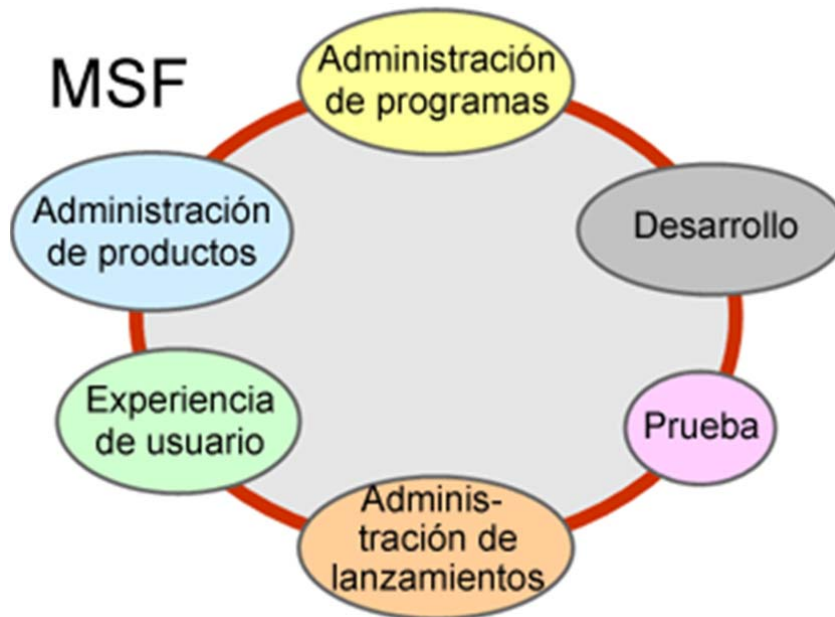 MSF
Administración
de programas
Administración
de productos
Desarrollo
Experiencia
de usuario
Prueba
Adminis-
tración de
lanzamientos